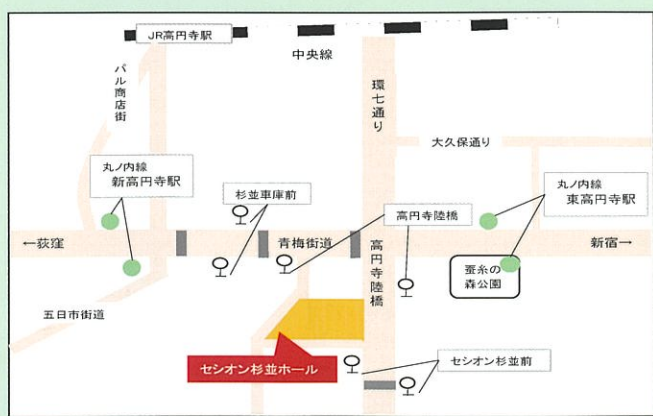 JR高円寺駅
中央線
パル商店街
環七通り
大久保通り
丸ノ内線
新高円寺駅
杉並車庫前
高円寺陸橋
丸ノ内線
東高円寺駅
←荻窪
青梅街道
高円寺陸橋
新宿→
蚕糸の
森公園
五日市街道
セシオン杉並ホール
セシオン杉並前